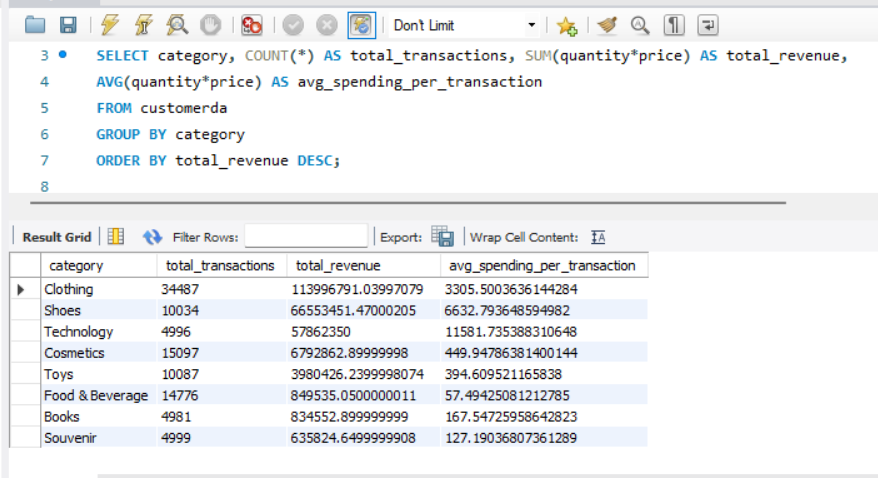 Don't Limit
3 SELECT category, COUNT(*) AS total_transactions, SUM(quantity*price) AS total_revenue,
4 AVG(quantity*price) AS avg_spending_per_transaction
5 FROM customerda
6 GROUP BY category
7 ORDER BY total_revenue DESC;
8
Result Grid Filter Rows: Export: Wrap Cell Content: IA
category total_transactions total_revenue avg_spending_per_transaction
Clothing 34487 113996791.03997079 3305.5003636144284
Shoes 10034 66553451.47000205 6632.793648594982
Technology 4996 57862350 11581.735388310648
Cosmetics 15097 6792862.89999998 449.94786381400144
Toys 10087 3980426.2399998074 394.609521165838
Food & Beverage 14776 849535.0500000011 57.49425081212785
Books 4981 834552.899999999 167.54725958642823
Souvenir 4999 635824.6499999908 127.19036807361289